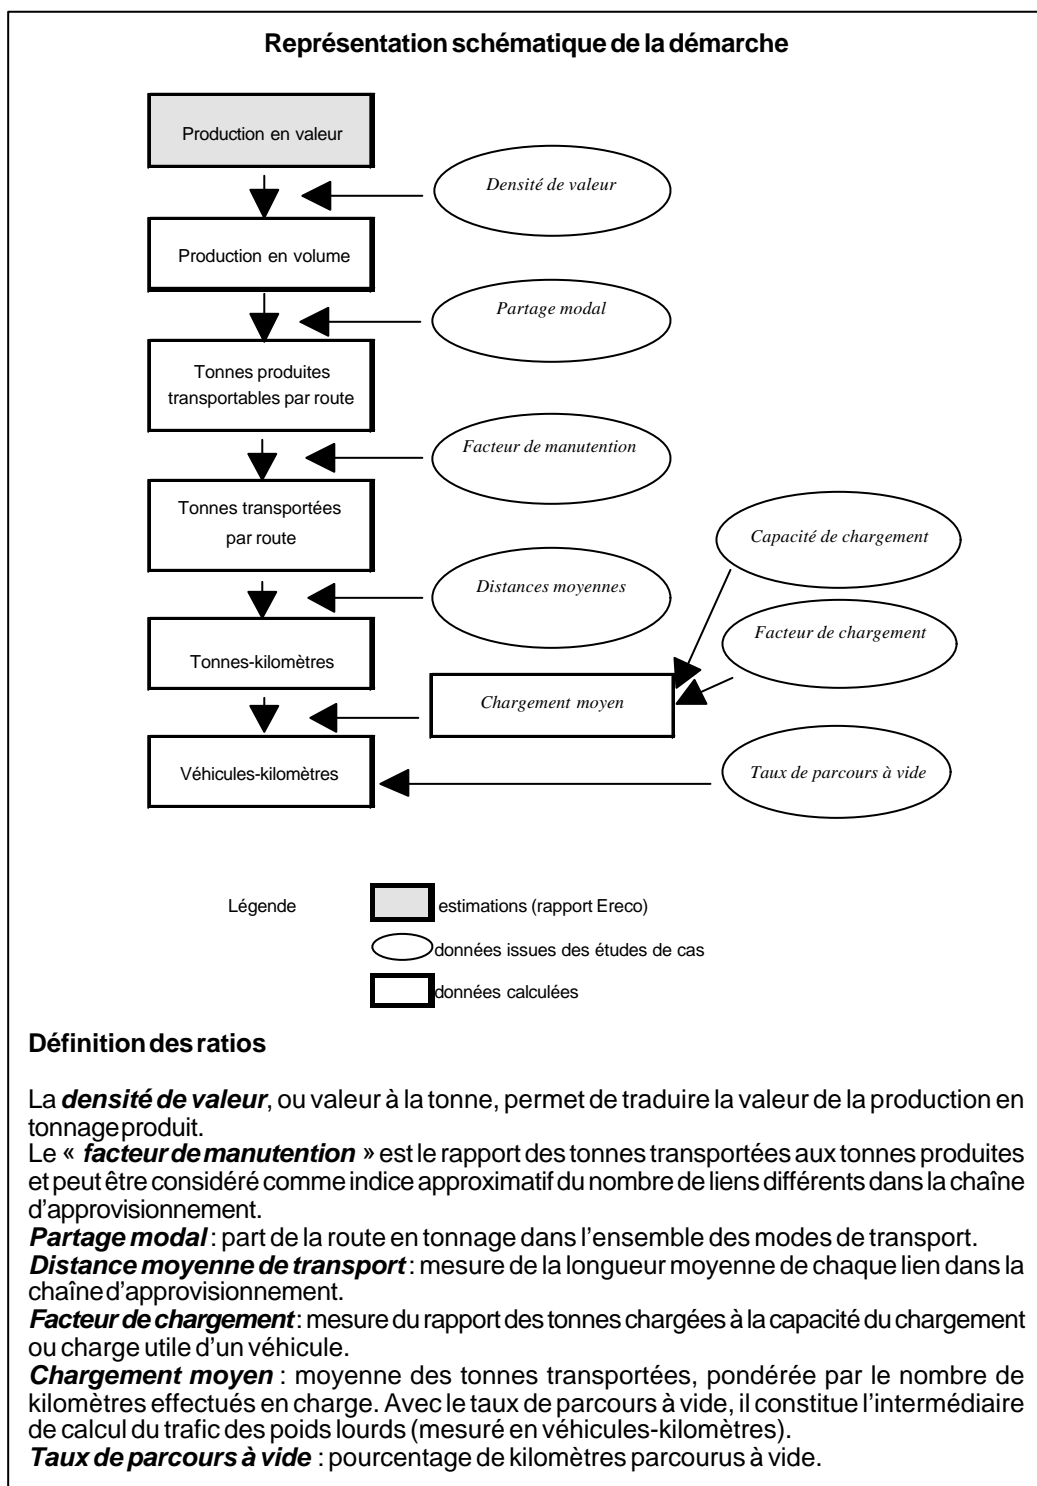 Représentation schématique de la démarche
Production en valeur
Densité de valeur
Production en volume
Partage modal
Tonnes produites
transportables par route
Facteur de manutention
Tonnes transportées
par route
Capacité de chargement
Distances moyennes
Facteur de chargement
Tonnes-kilomètres
Chargement moyen
Véhicules-kilomètres
Taux de parcours à vide
Légende
estimations (rapport Ereco)
données issues des études de cas
données calculées
Définition des ratios
La densité de valeur, ou valeur à la tonne, permet de traduire la valeur de la production en
tonnage produit.
Le « facteur de manutention » est le rapport des tonnes transportées aux tonnes produites
et peut être considéré comme indice approximatif du nombre de liens différents dans la chaîne
d'approvisionnement.
Partage modal : part de la route en tonnage dans l'ensemble des modes de transport.
Distance moyenne de transport : mesure de la longueur moyenne de chaque lien dans la
chaîne d'approvisionnement.
Facteur de chargement : mesure du rapport des tonnes chargées à la capacité du chargement
ou charge utile d'un véhicule.
Chargement moyen : moyenne des tonnes transportées, pondérée par le nombre de
kilomètres effectués en charge. Avec le taux de parcours à vide, il constitue l'intermédiaire
de calcul du trafic des poids lourds (mesuré en véhicules-kilomètres).
Taux de parcours à vide : pourcentage de kilomètres parcourus à vide.